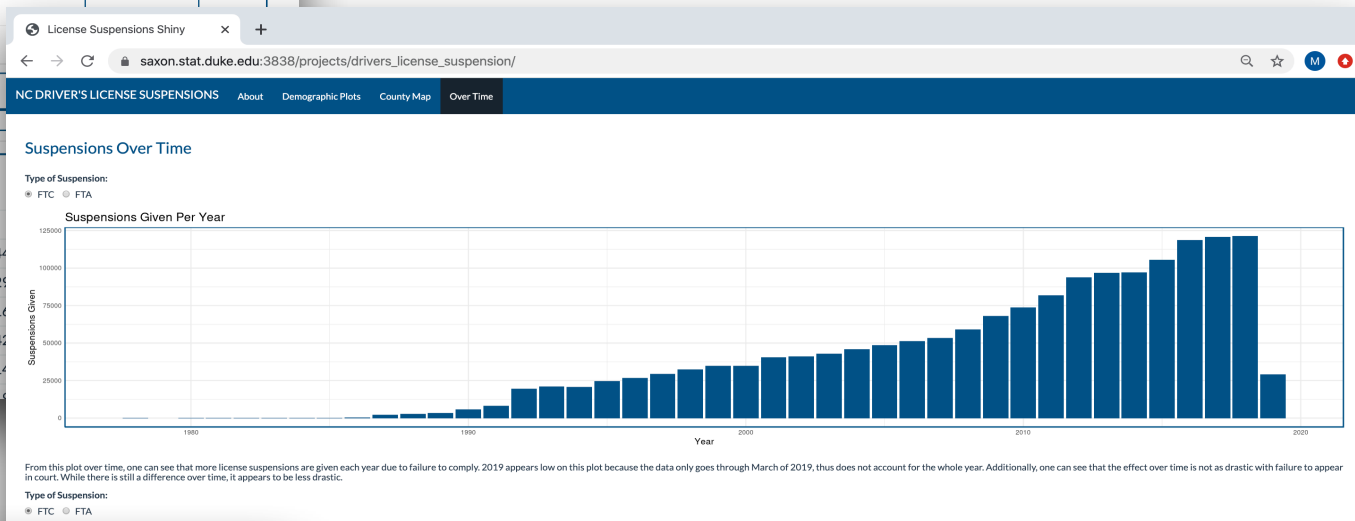 License Suspensions Shiny
saxon.stat.duke.edu:3838/projects/drivers_license_suspension/
M
NC DRIVER'S LICENSE SUSPENSIONS About Demographic Plots County Map Over Time
Suspensions Over Time
Type of Suspension:
FTC FTA
Suspensions Given Per Year
125000
100000
75000
50000
25000
0
Suspensions Given
1980 1990 2000 2010 2020
Year
From this plot over time, one can see that more license suspensions are given each year due to failure to comply. 2019 appears low on this plot because the data only goes through March of 2019, thus does not account for the whole year. Additionally, one can see that the effect over time is not as drastic with failure to appear
in court. While there is still a difference over time, it appears to be less drastic.
Type of Suspension:
FTC FTA